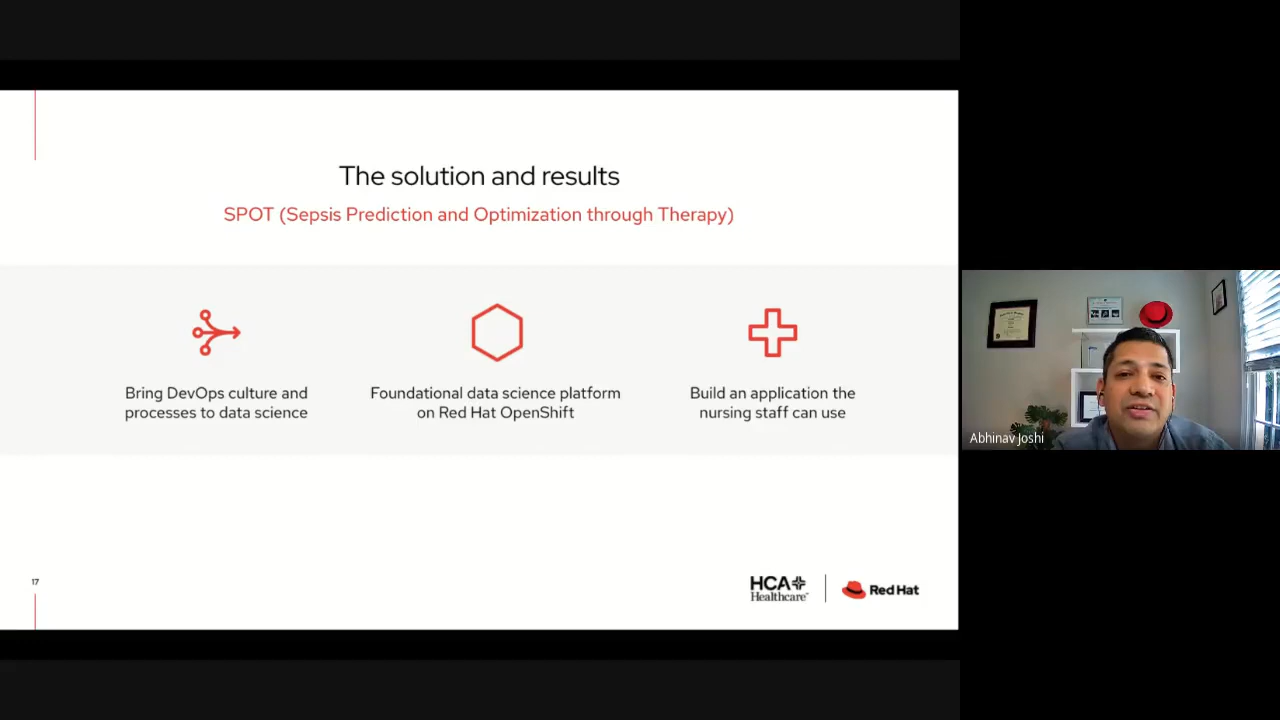 The solution and results
SPOT (Sepsis Prediction and Optimization through Therapy)
Bring DevOps culture and
processes to data science
Foundational data science platform
on Red Hat OpenShift
Build an application the
nursing staff can use
17
HCA
Healthcare
Red Hat
Abhinav Joshi